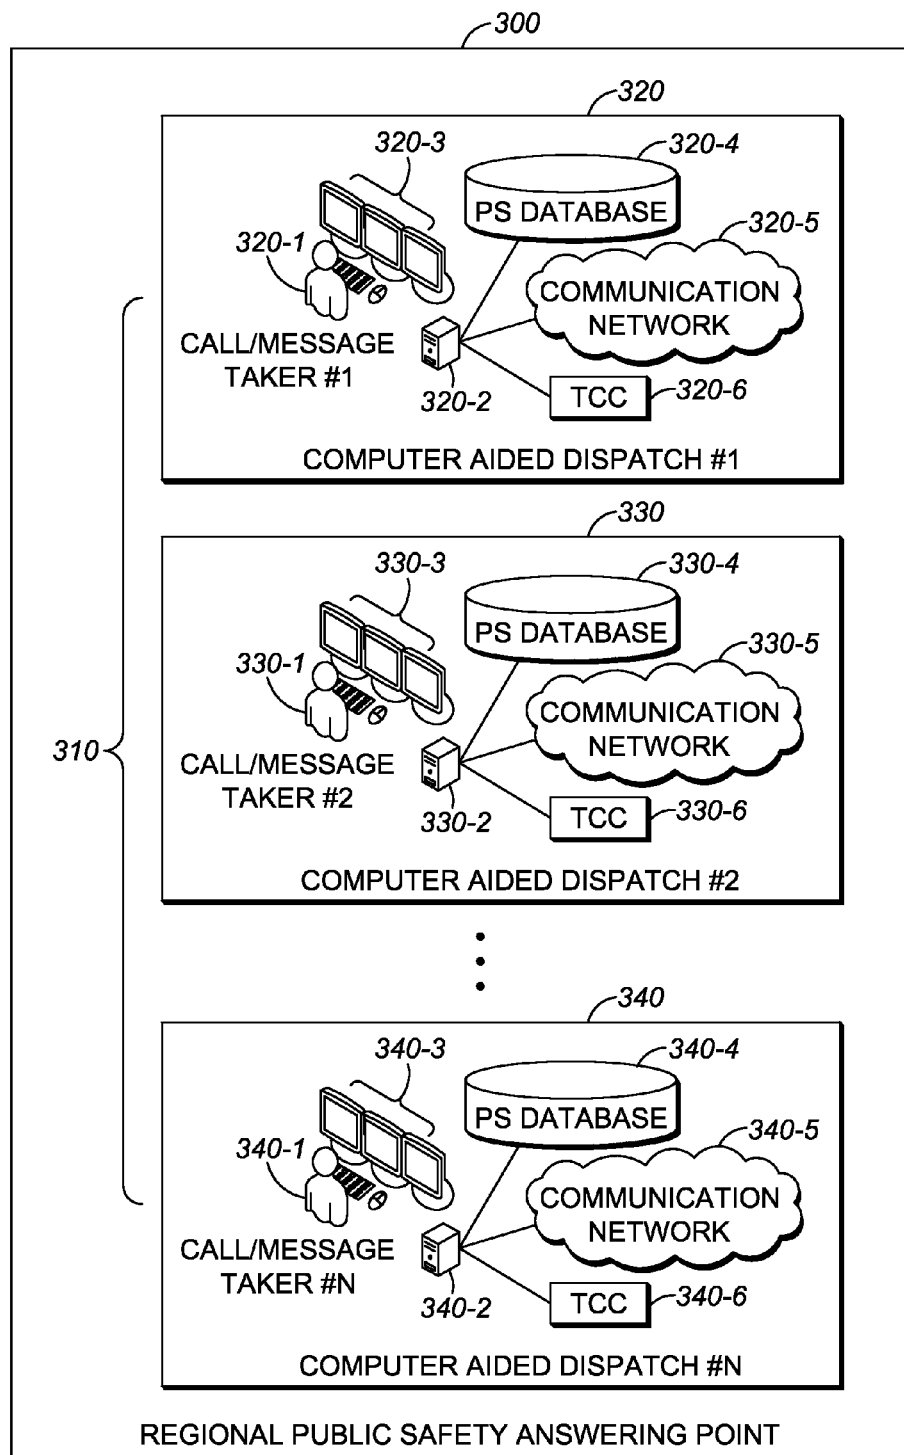 300
320
320-3
320-4
PS DATABASE
320-5
320-1
COMMUNICATION
NETWORK
CALL/MESSAGE
TAKER #1
320-2
TCC
320-6
COMPUTER AIDED DISPATCH #1
330
330-3
330-4
PS DATABASE
330-5
330-1
COMMUNICATION
NETWORK
310
CALL/MESSAGE
TAKER #2
330-2
TCC
330-6
COMPUTER AIDED DISPATCH #2
340
340-3
340-4
PS DATABASE
340-5
340-1
COMMUNICATION
NETWORK
CALL/MESSAGE
TAKER #N
340-2
TCC
340-6
COMPUTER AIDED DISPATCH #N
REGIONAL PUBLIC SAFETY ANSWERING POINT